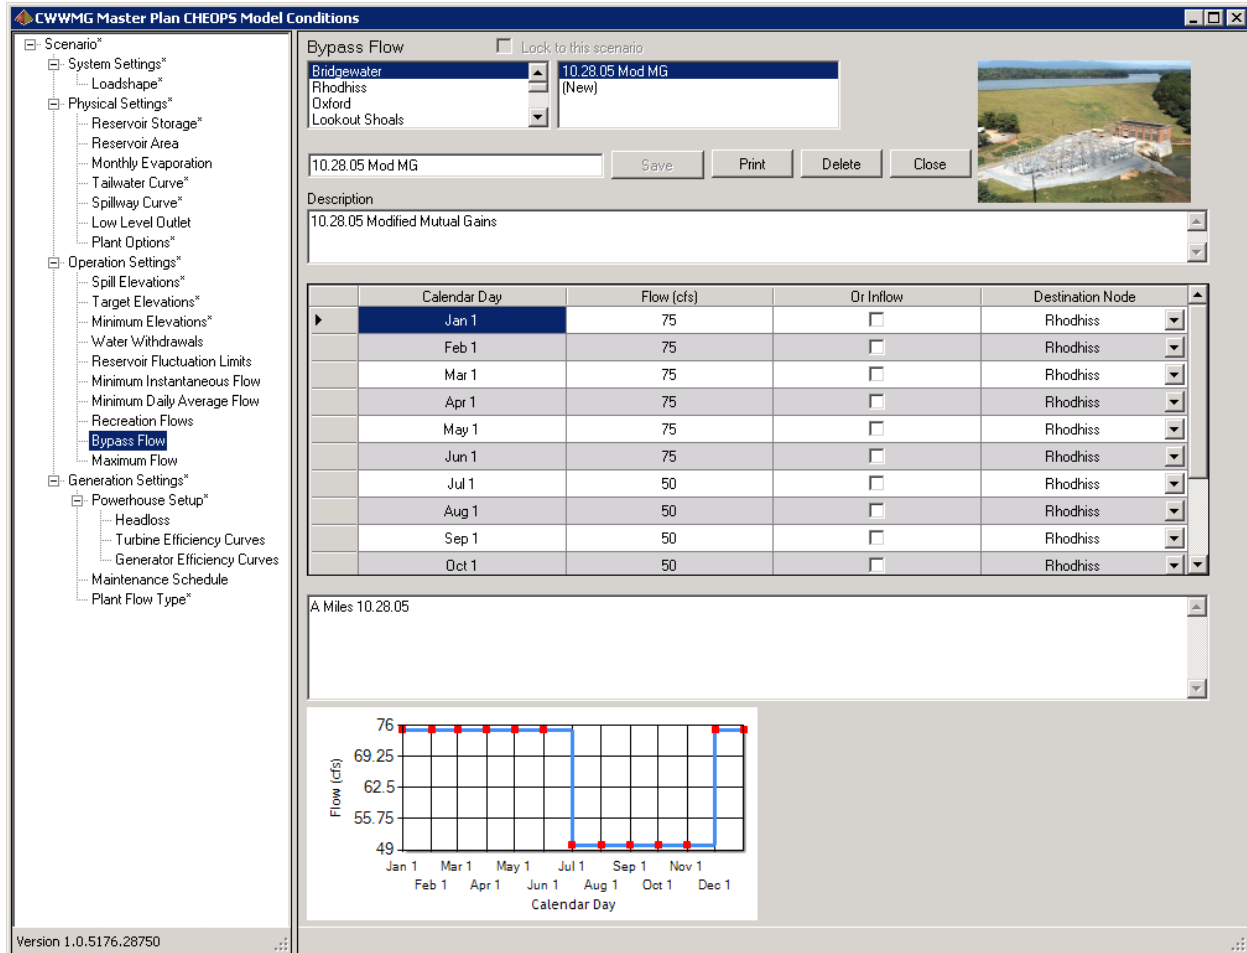 CWWMG Master Plan CHEOPS Model Conditions
Scenario*
System Settings*
Loadshape*
Physical Settings*
Reservoir Storage*
Reservoir Area
Monthly Evaporation
Tailwater Curve*
Spillway Curve*
Low Level Outlet
Plant Options*
Operation Settings*
Spill Elevations*
Target Elevations*
Minimum Elevations*
Water Withdrawals
Reservoir Fluctuation Limits
Minimum Instantaneous Flow
Minimum Daily Average Flow
Recreation Flows
Bypass Flow
Maximum Flow
Generation Settings*
Powerhouse Setup*
Headloss
Turbine Efficiency Curves
Generator Efficiency Curves
Maintenance Schedule
Plant Flow Type*
Version 1.0.5176.28750
Bypass Flow Lock to this scenario
Bridgewater
Rhodhiss
Oxford
Lookout Shoals
10.28.05 Mod MG
(New)
10.28.05 Mod MG Save Print Delete Close
Description
10.28.05 Modified Mutual Gains
Calendar Day Flow (cfs) Or Inflow Destination Node
Jan 1 75 Rhodhiss
Feb 1 75 Rhodhiss
Mar 1 75 Rhodhiss
Apr 1 75 Rhodhiss
May 1 75 Rhodhiss
Jun 1 75 Rhodhiss
Jul 1 50 Rhodhiss
Aug 1 50 Rhodhiss
Sep 1 50 Rhodhiss
Oct 1 50 Rhodhiss
A Miles 10.28.05
76
69.25
62.5
55.75
49
Flow (cfs)
Jan 1 Mar 1 May 1 Jul 1 Sep 1 Nov 1
Feb 1 Apr 1 Jun 1 Aug 1 Oct 1 Dec 1
Calendar Day